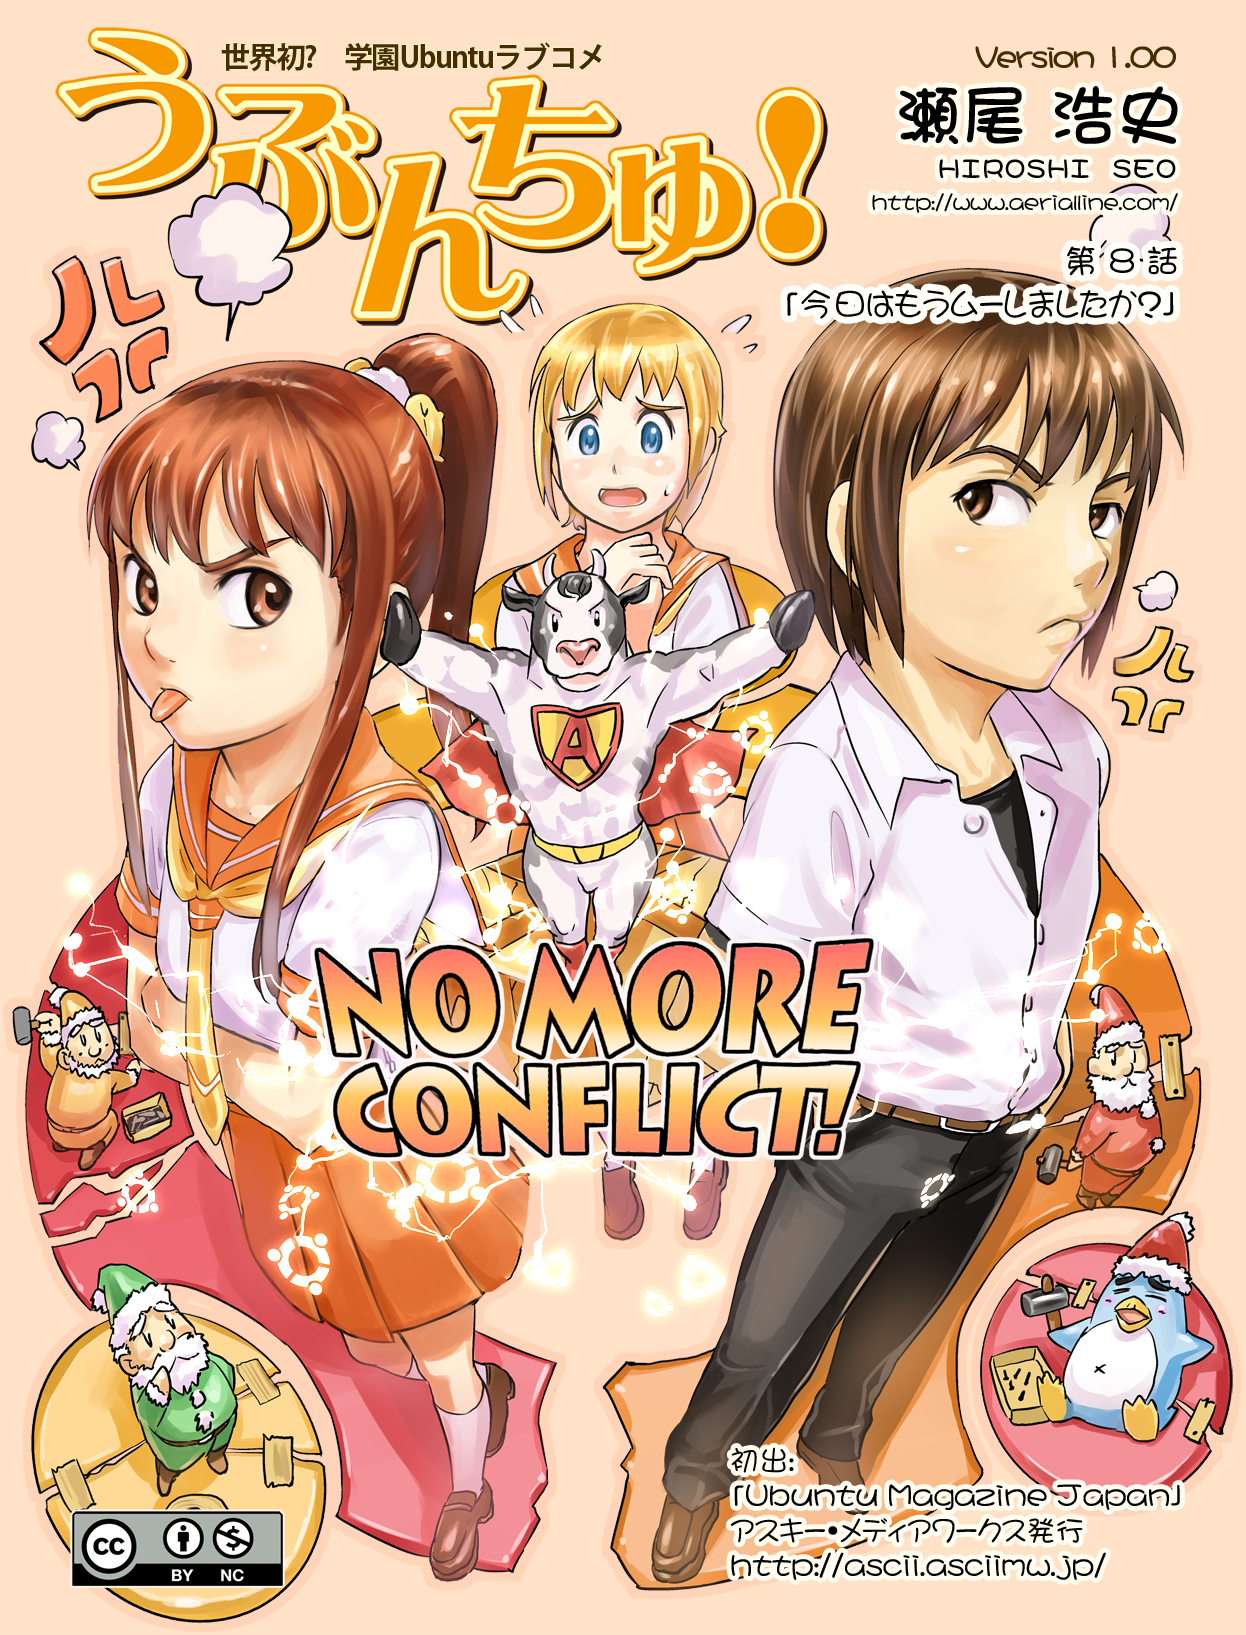 世界初? 学園Ubuntuラブコメ
うぶんちゅ!
Version 1.00
瀬尾 浩史
HIROSHI SEO
http://www.aerialline.com/
第8話
「今日はもうムーしましたか?」
A
NO MORE
CONFLICT!
初出:
「Ubuntu Magazine Japan」
アスキー・メディアワークス発行
http://ascii.asciimw.jp/
cc
BY NC